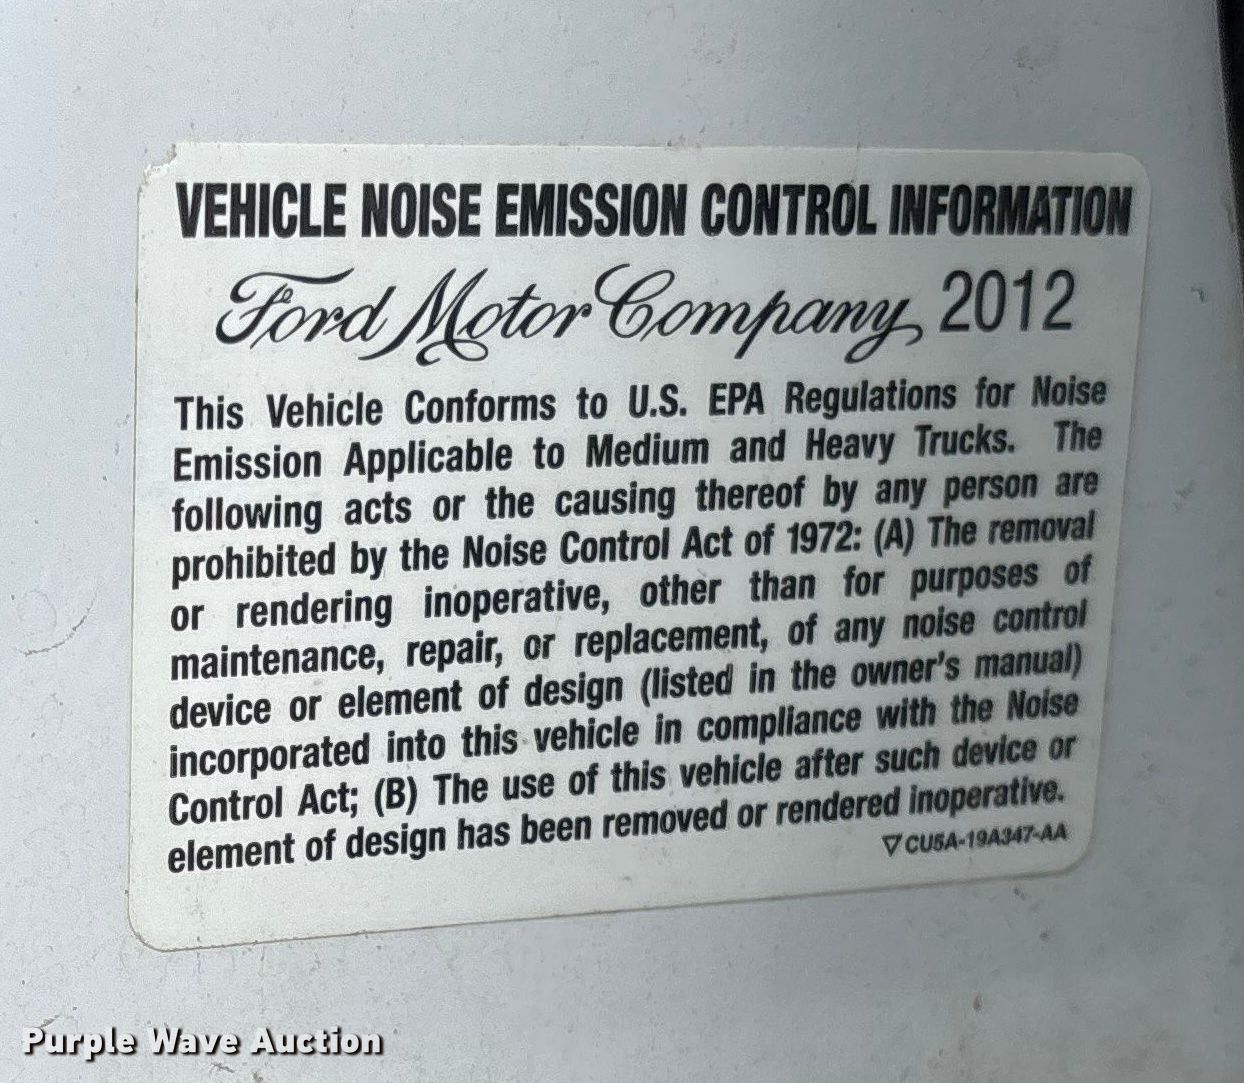 VEHICLE NOISE EMISSION CONTROL INFORMATION
Ford Motor Company 2012
This Vehicle Conforms to U.S. EPA Regulations for Noise
Emission Applicable to Medium and Heavy Trucks. The
following acts or the causing thereof by any person are
prohibited by the Noise Control Act of 1972: (A) The removal
or rendering inoperative, other than for purposes of
maintenance, repair, or replacement, of any noise control
device or element of design (listed in the owner's manual)
incorporated into this vehicle in compliance with the Noise
Control Act; (B) The use of this vehicle after such device or
element of design has been removed or rendered inoperative.
▽CU5A-19A347-AA
Purple Wave Auction